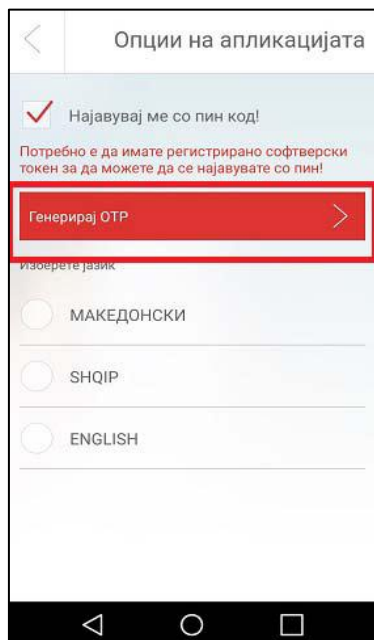 Опции на апликацијата
Најавувај ме со пин код!
Потребно е да имате регистрирано софтверски
токен за да можете да се најавувате со пин!
Генерирај ОТР
Изберете јазик
МАКЕДОНСКИ
SHQIP
ENGLISH